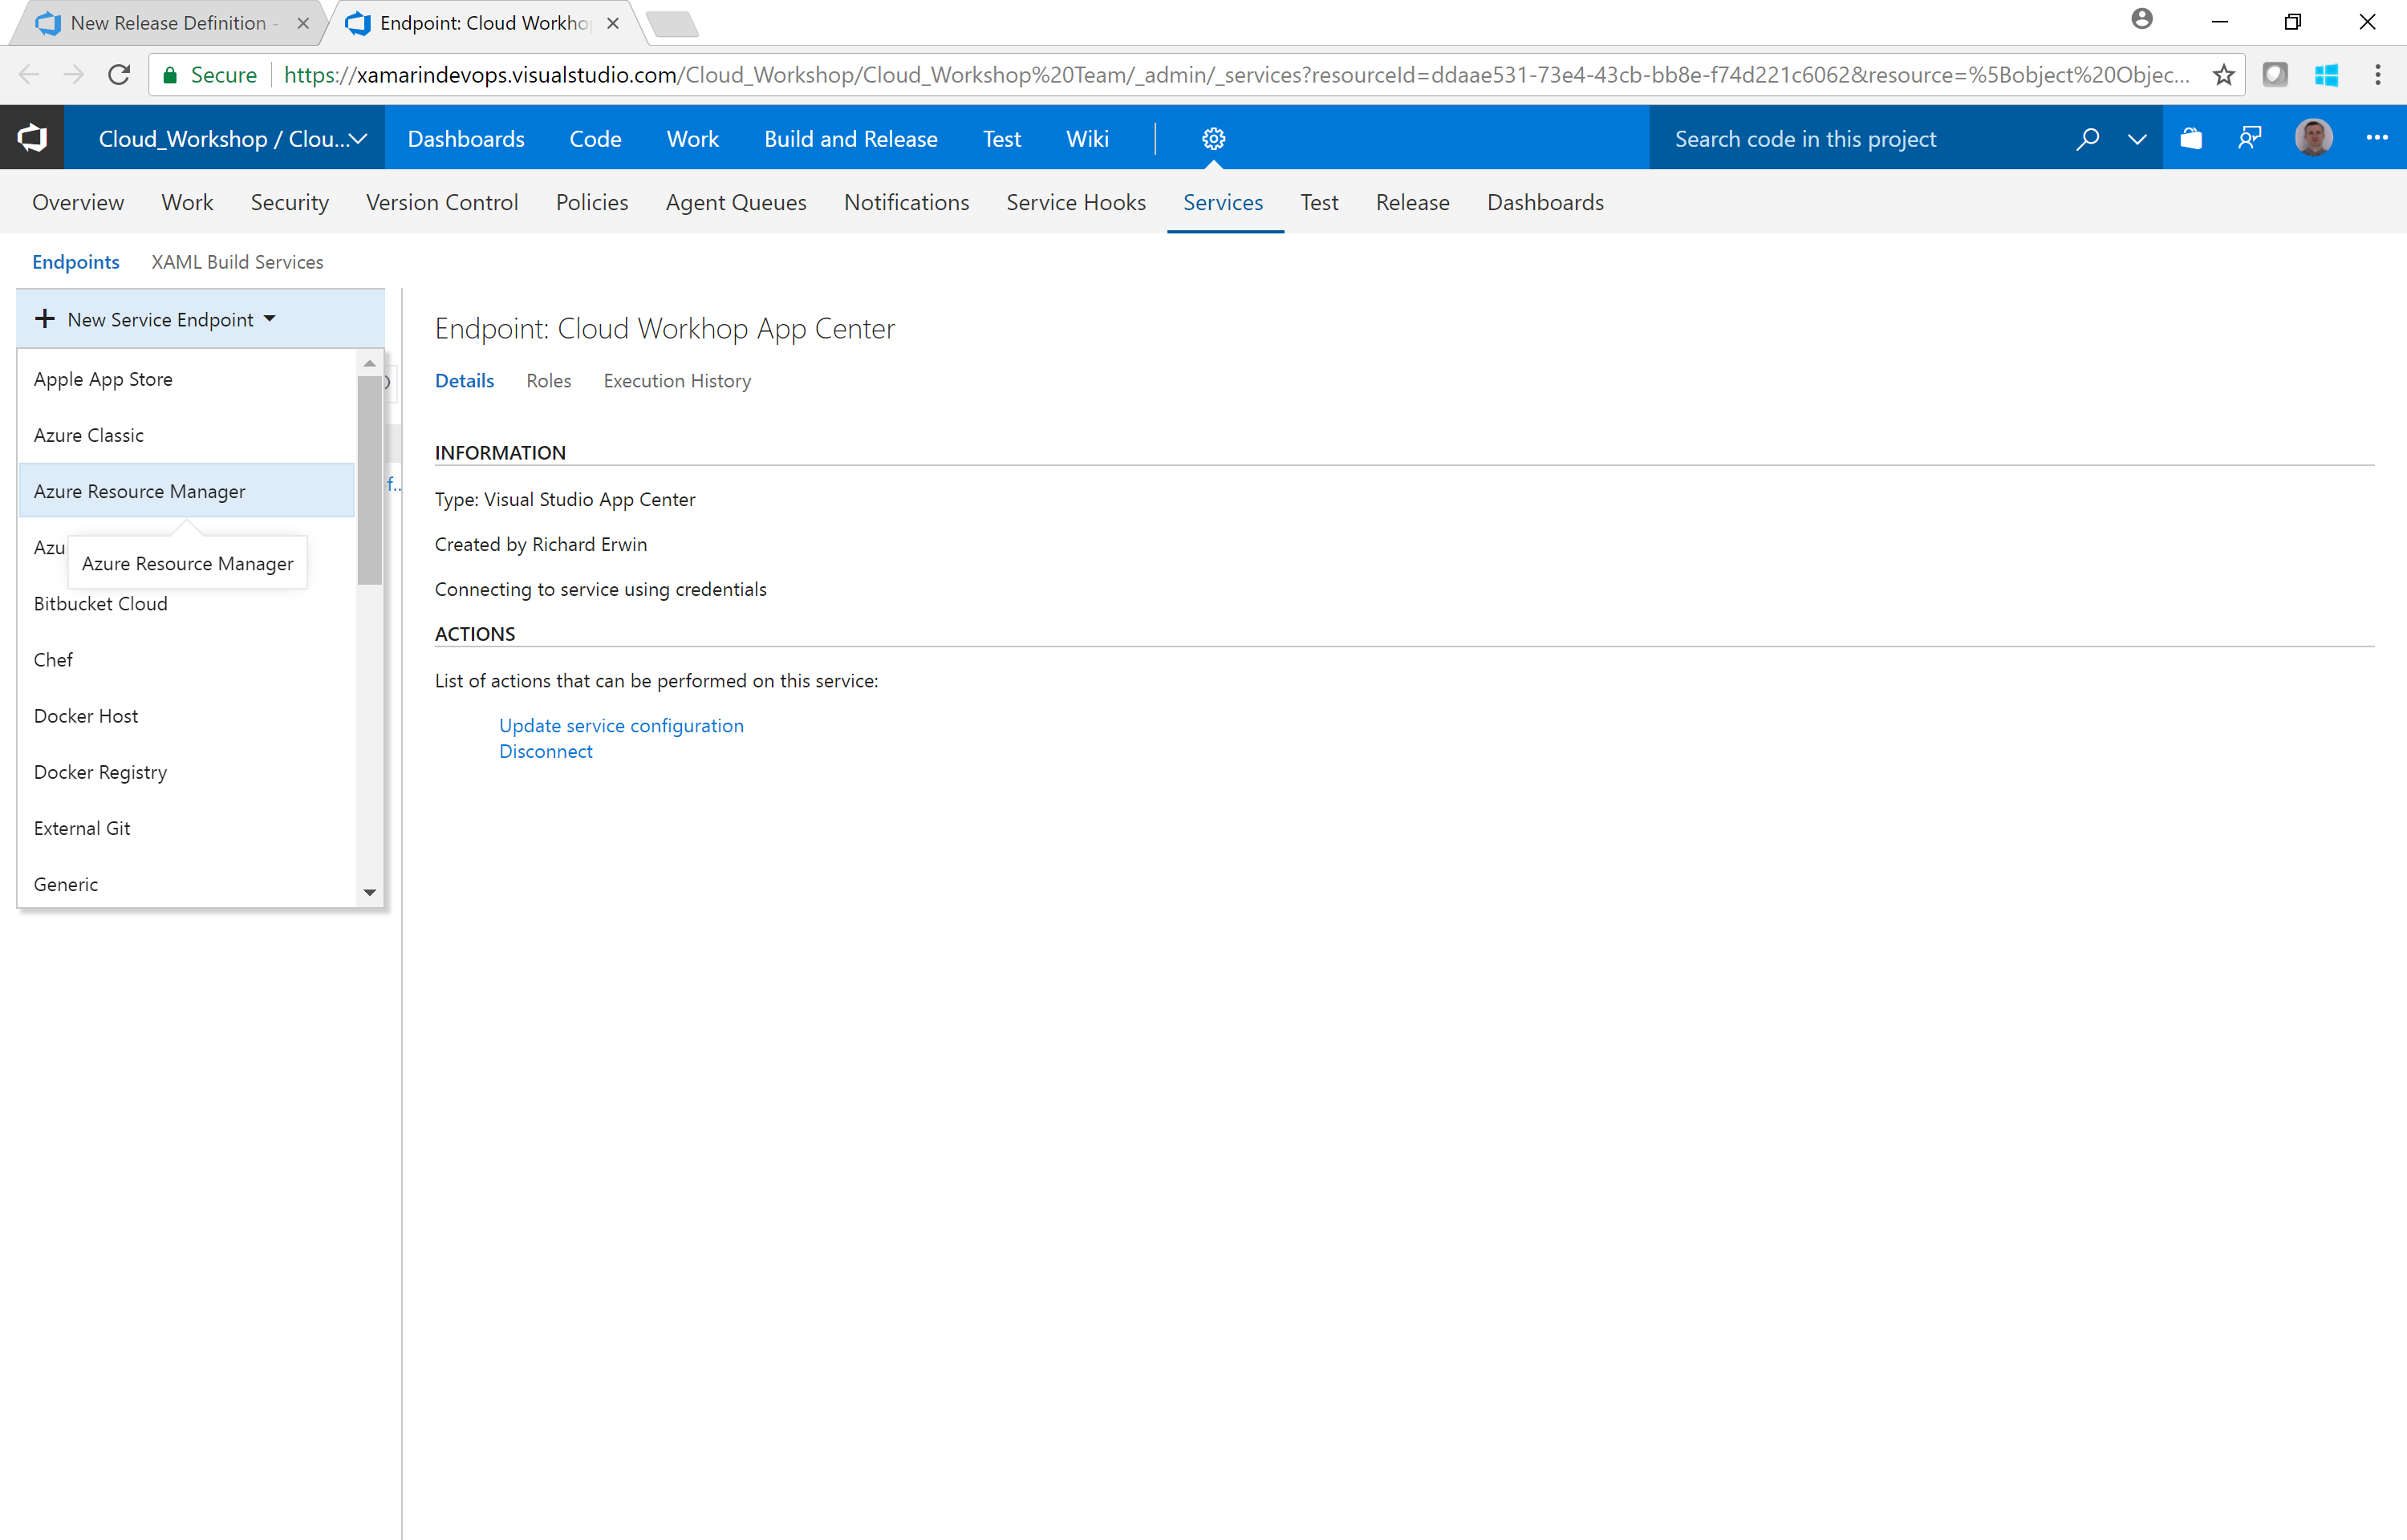 New Release Definition -
Endpoint: Cloud Workho
Secure
https://xamarindevops.visualstudio.com/Cloud_Workshop/Cloud_Workshop%20Team/_admin/_services?resourceId=ddaae531-73e4-43cb-bb8e-f74d221c6062&resource=%5Bobject%20Objec...
Cloud_Workshop / Clou... Dashboards Code Work Build and Release Test Wiki Search code in this project
Overview Work Security Version Control Policies Agent Queues Notifications Service Hooks Services Test Release Dashboards
Endpoints XAML Build Services
New Service Endpoint
Apple App Store
Azure Classic
Azure Resource Manager
f..
Azu
Azure Resource Manager
Bitbucket Cloud
Chef
Docker Host
Docker Registry
External Git
Generic
Endpoint: Cloud Workhop App Center
Details Roles Execution History
INFORMATION
Type: Visual Studio App Center
Created by Richard Erwin
Connecting to service using credentials
ACTIONS
List of actions that can be performed on this service:
Update service configuration
Disconnect